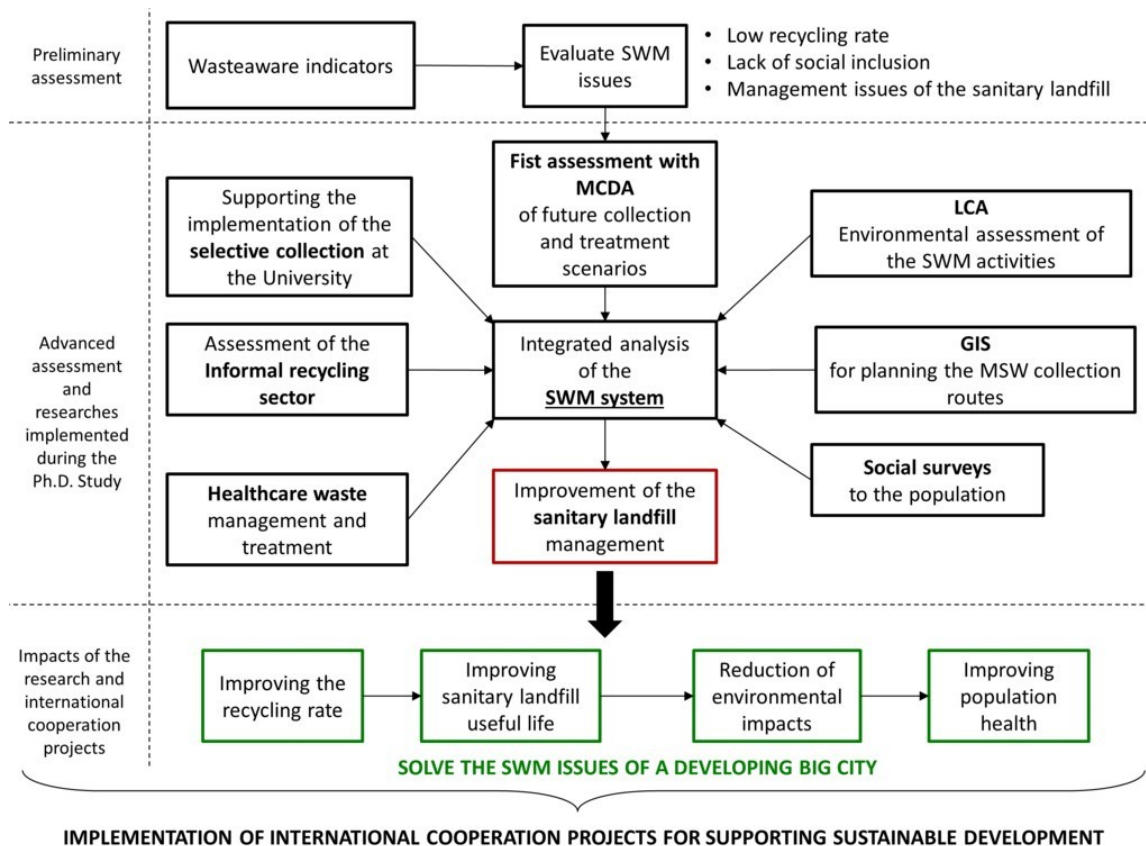 Preliminary
assessment
Wasteaware indicators
Evaluate SWM
issues
• Low recycling rate
• Lack of social inclusion
• Management issues of the sanitary landfill
Advanced
assessment
and
researches
implemented
during the
Ph.D. Study
Supporting the
implementation of the
selective collection at
the University
Fist assessment with
MCDA
of future collection
and treatment
scenarios
LCA
Environmental assessment of
the SWM activities
Assessment of the
Informal recycling
sector
Integrated analysis
of the
SWM system
GIS
for planning the MSW collection
routes
Healthcare waste
management and
treatment
Improvement of the
sanitary landfill
management
Social surveys
to the population
Impacts of the
research and
international
cooperation
projects
Improving the
recycling rate
Improving
sanitary landfill
useful life
Reduction of
environmental
impacts
Improving
population
health
SOLVE THE SWM ISSUES OF A DEVELOPING BIG CITY
IMPLEMENTATION OF INTERNATIONAL COOPERATION PROJECTS FOR SUPPORTING SUSTAINABLE DEVELOPMENT